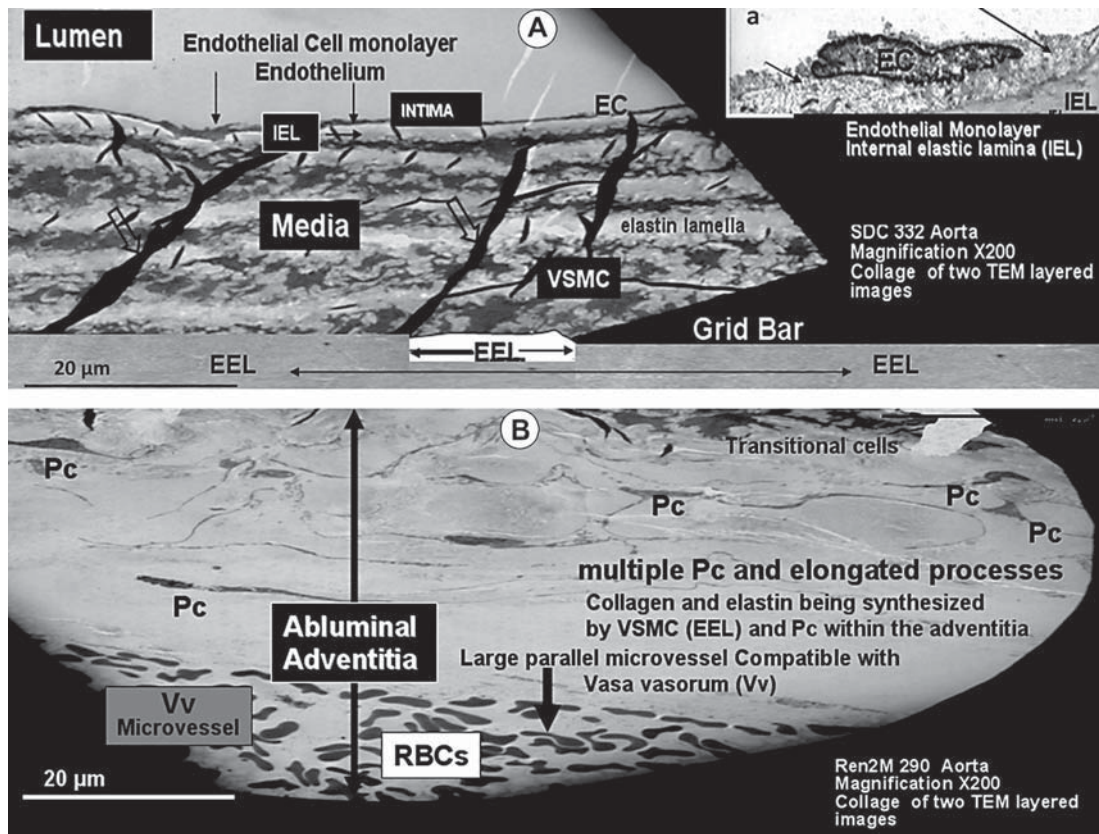 Lumen
Endothelial Cell monolayer
Endothelium
A
INTIMA
EC
IEL
Media
elastin lamella
VSMC
Grid Bar
EEL
EEL
EEL
20 µm
a
EC
IEL
Endothelial Monolayer
Internal elastic lamina (IEL)
SDC 332 Aorta
Magnification X200
Collage of two TEM layered
images
B
Transitional cells
Pc
Pc
Pc
Pc
Pc
multiple Pc and elongated processes
Collagen and elastin being synthesized
by VSMC (EEL) and Pc within the adventitia
Abluminal
Adventitia
Large parallel microvessel Compatible with
Vasa vasorum (Vv)
Vv
Microvessel
RBCs
20 µm
Ren2M 290 Aorta
Magnification X200
Collage of two TEM layered
images